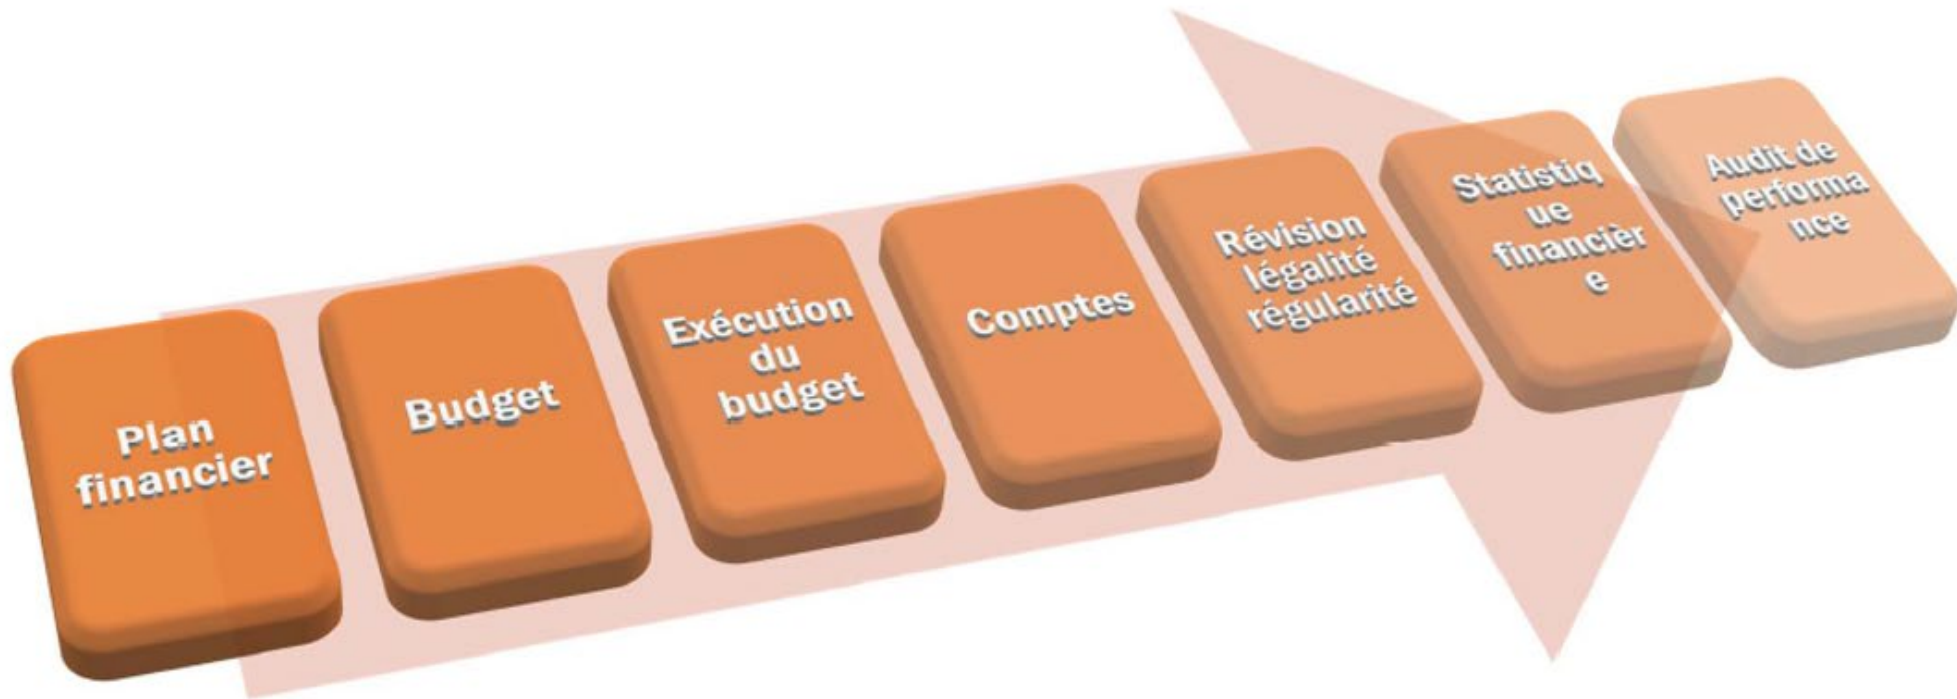 Plan
financier
Budget
Exécution
du
budget
Comptes
Révision
légalité
régularité
Statistiq
ue
financièr
e
Audit de
performa
nce